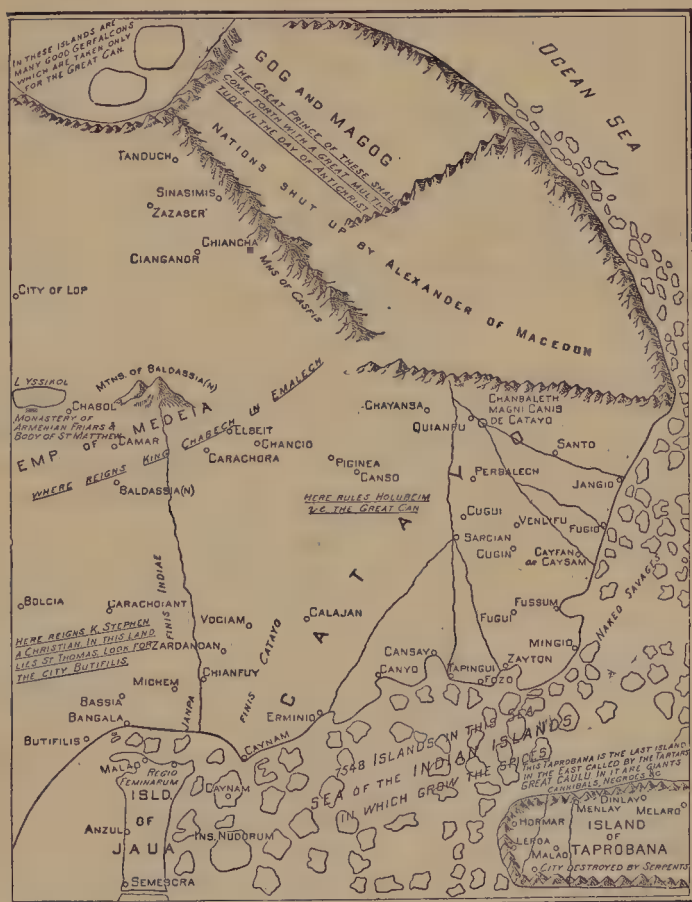 IN THESE ISLANDS ARE
MANY GOOD GERFALCONS
WHICH ARE TAKEN ONLY
FOR THE GREAT CAN.
OCEAN SEA
GOG AND MAGOG
THE GREAT PRINCE OF THESE SHALL
COME FORTH WITH A GREAT MULTI-
TUDE IN THE DAY OF ANTICHRIST
NATIONS SHUT UP BY ALEXANDER OF MACEDON
TANDUCH
SINASIMIS
ZAZABER
CHIANCHA
CIANGANOR
MNS OF CASPIS
CITY OF LOP
L YSSIKOL
MTNS. OF BALDASSIA(N)
CHABOL
MONASTERY OF
ARMENIAN FRIARS &
BODY OF ST MATTHEW
EMP OF MEDEIA
CAMAR
WHERE REIGNS KING CHABECH IN EMALECH
ELBEIT
CHANCIO
CARACHORA
BALDASSIA(N)
PIGINEA
CANSO
HERE RULES HOLUBEIM
v.c. THE GREAT CAN
CHAYANSA
QUIANFU
CHANBALETH
MAGNI CANIS
DE CATAYO
SANTO
PERBALECH
JANGIO
CUGUI
VENLIFU
FUGIO
SARCIAN
CUGIN
CAYFAN
OR CAYSAM
CATAL
BOLCIA
CARACHOIANT
FINIS INDIAE
VOCIAM
CALAJAN
FUSSUM
FUGUI
NAKED SAVAGES
HERE REIGNS K. STEPHEN
A CHRISTIAN. IN THIS LAND
LIES ST THOMAS. LOOK FOR
THE CITY BUTIFILIS.
ZARDANDAN
FINIS CATAYO
CANSAY
MINGIO
ZAYTON
CANYO
TAPINGUI
FOZO
MICHEM
CHIANFUY
BASSIA
BANGALA
JANPA
ERMINIO
BUTIFILIS
CAYNAM
7548 ISLANDS IN THIS SEA
SEA OF THE INDIAN ISLANDS
IN WHICH GROW THE SPICES
MALAO
REGIO
FEMINARUM
ISLD
OF
JAUA
CAYNAM
ANZUL
INS. NUDORUM
SEMESCRA
THIS TAPROBANA IS THE LAST ISLAND
IN THE EAST CALLED BY THE TARTARS
GREAT CAULIJ. IN IT ARE GIANTS
CANNIBALS, NEGROES &C
DINLAY
MENLAY
MELARO
HORMAR
ISLAND
OF
TAPROBANA
LEROA
MALAO
CITY DESTROYED BY SERPENTS